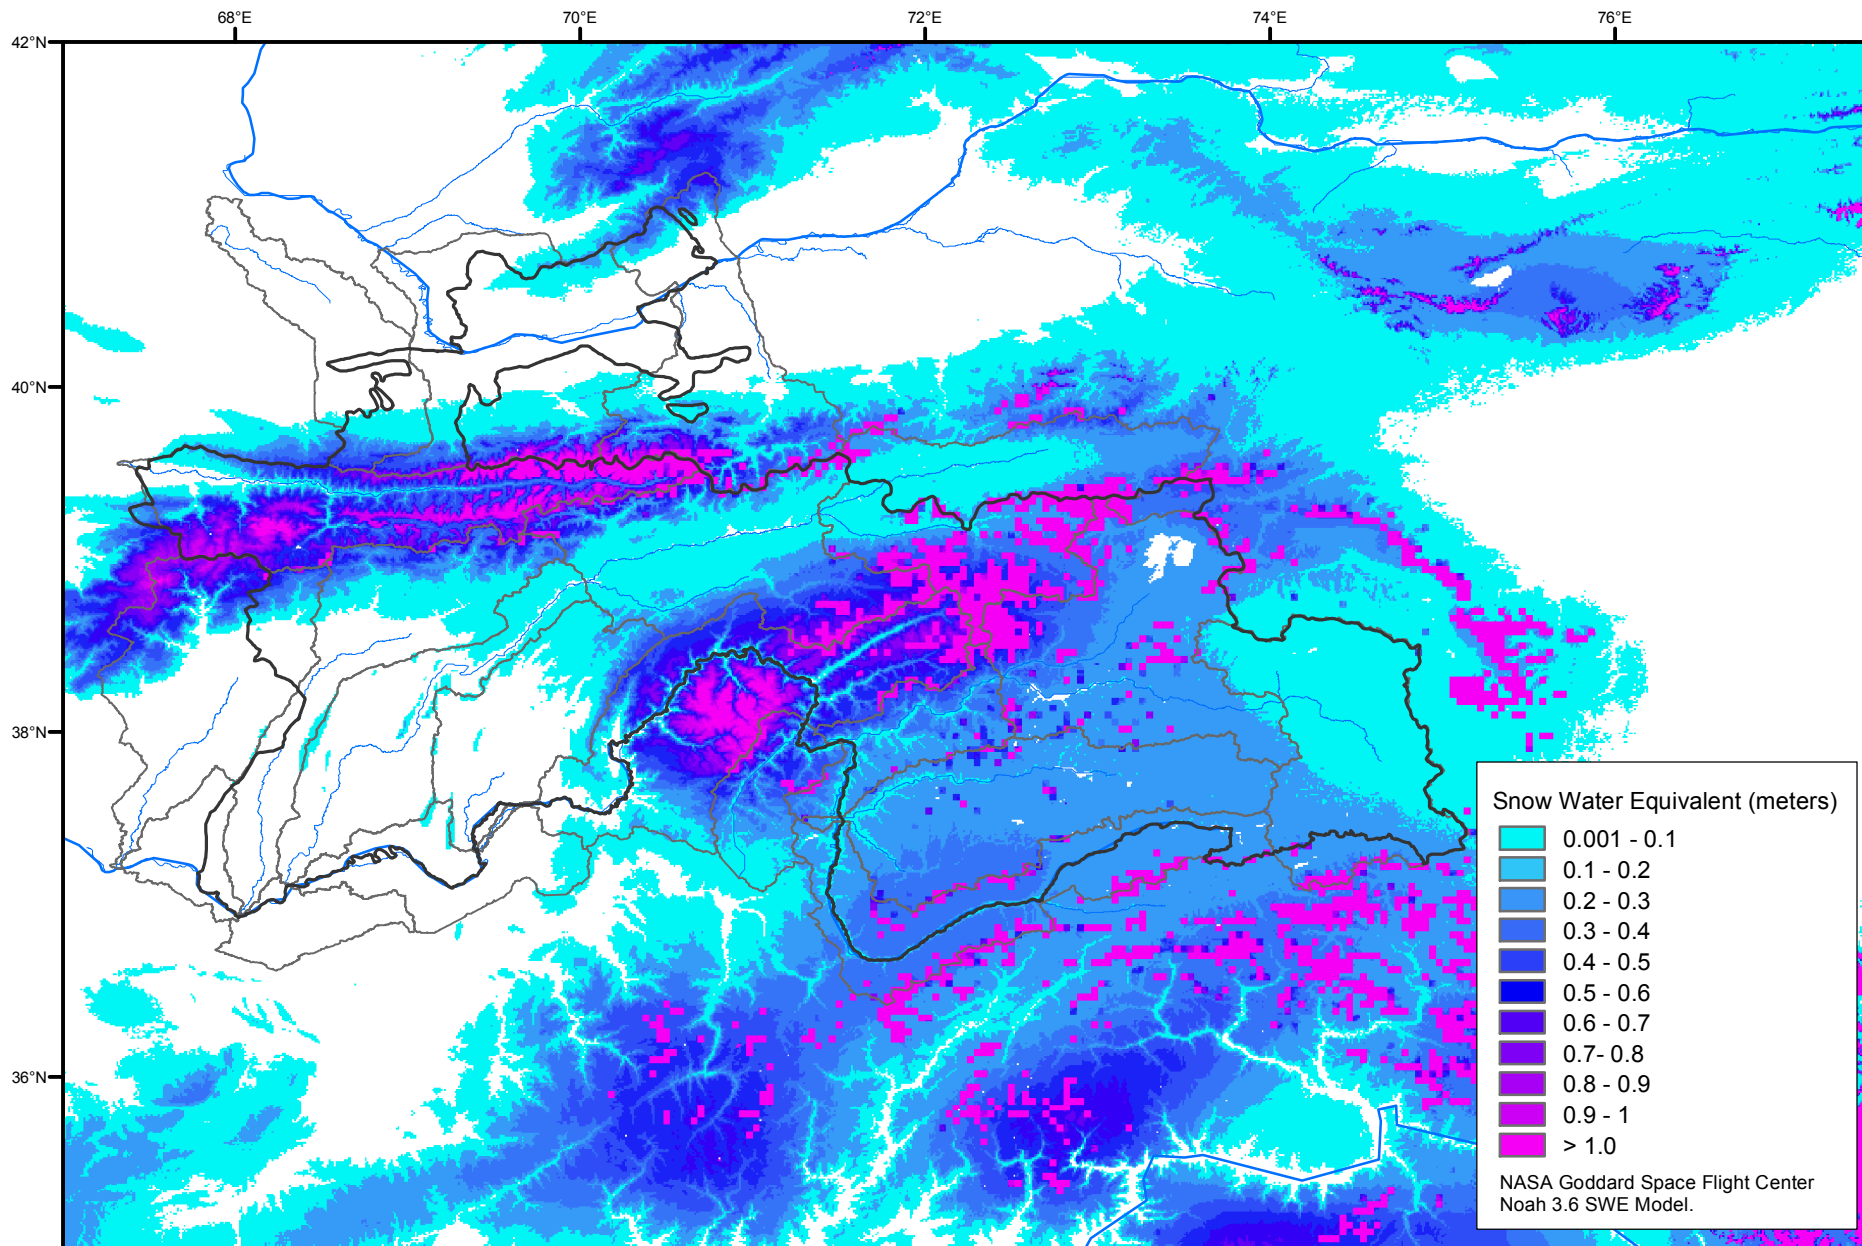 68°E 70°E 72°E 74°E 76°E
42°N
40°N
38°N
36°N
Snow Water Equivalent (meters)
0.001 - 0.1
0.1 - 0.2
0.2 - 0.3
0.3 - 0.4
0.4 - 0.5
0.5 - 0.6
0.6 - 0.7
0.7- 0.8
0.8 - 0.9
0.9 - 1
> 1.0
NASA Goddard Space Flight Center
Noah 3.6 SWE Model.